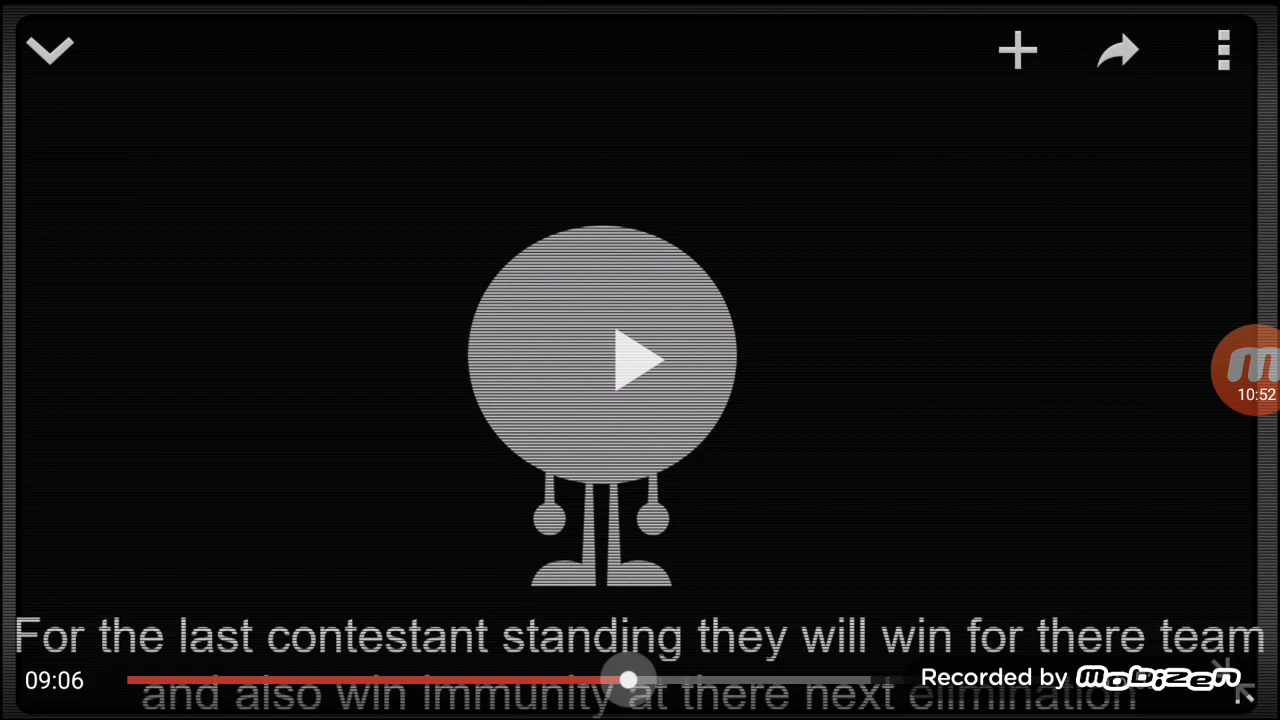 10:52
For the last contestant standing they will win for there team
and also win immunity at there next elimination
09:06
Recorded by mobizen